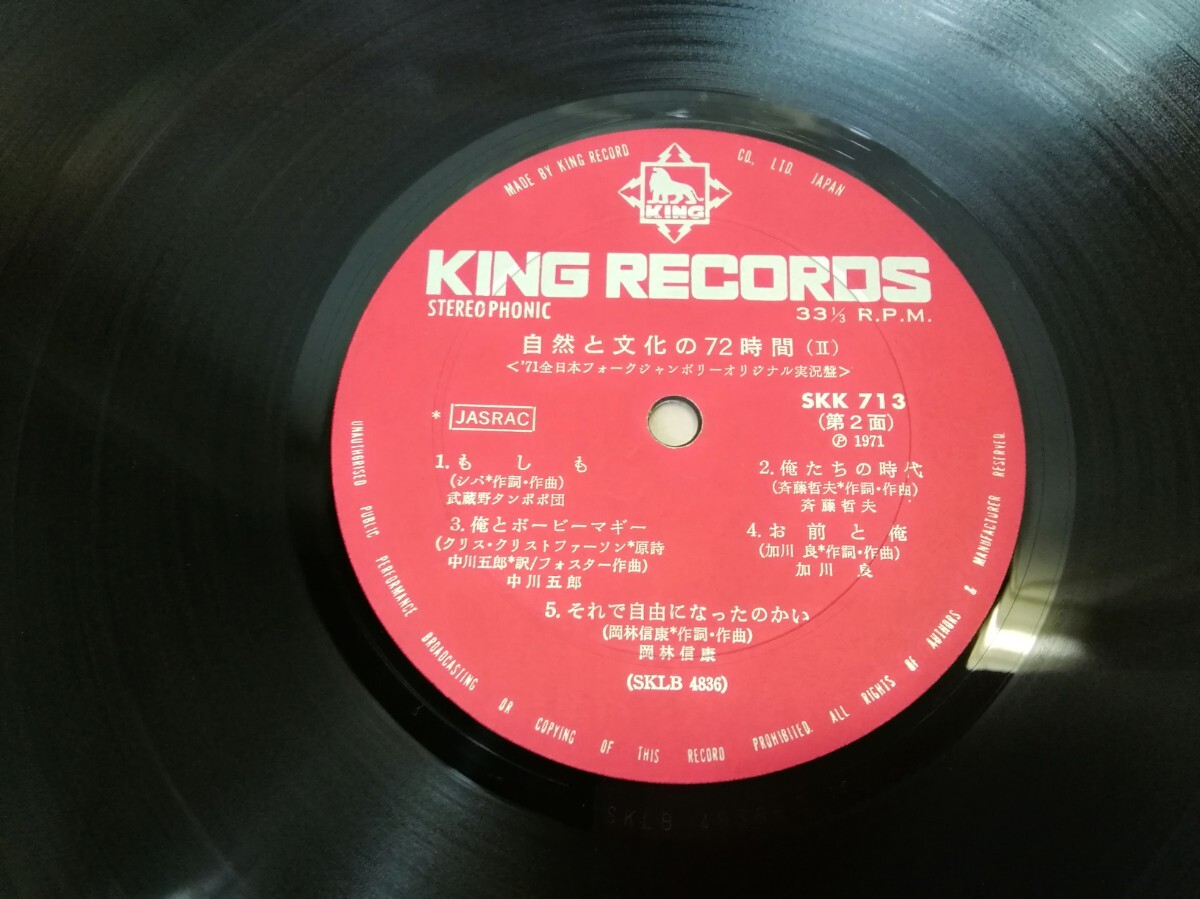 MADE BY KING RECORD CO., LTD. JAPAN
KING
KING RECORDS
STEREOPHONIC
33⅓ R.P.M.
自然と文化の72時間(II)
<'71全日本フォークジャンボリーオリジナル実況盤>
* JASRAC
SKK 713
(第2面)
Ⓟ 1971
1. もしも
(シバ*作詞・作曲)
武蔵野タンポポ団
2. 俺たちの時代
(斉藤哲夫*作詞・作曲)
斉藤哲夫
3. 俺とボービーマギー
(クリス・クリストファーソン*原詩
中川五郎*訳/フォスター作曲)
中川五郎
4. お前と俺
(加川 良*作詞・作曲)
加川 良
5. それで自由になったのかい
(岡林信康*作詞・作曲)
岡林信康
(SKLB 4836)
UNAUTHORISED PUBLIC PERFORMANCE BROADCASTING OR COPYING OF THIS RECORD PROHIBITED. ALL RIGHTS OF AUTHORS & MANUFACTURER RESERVED.
SKLB